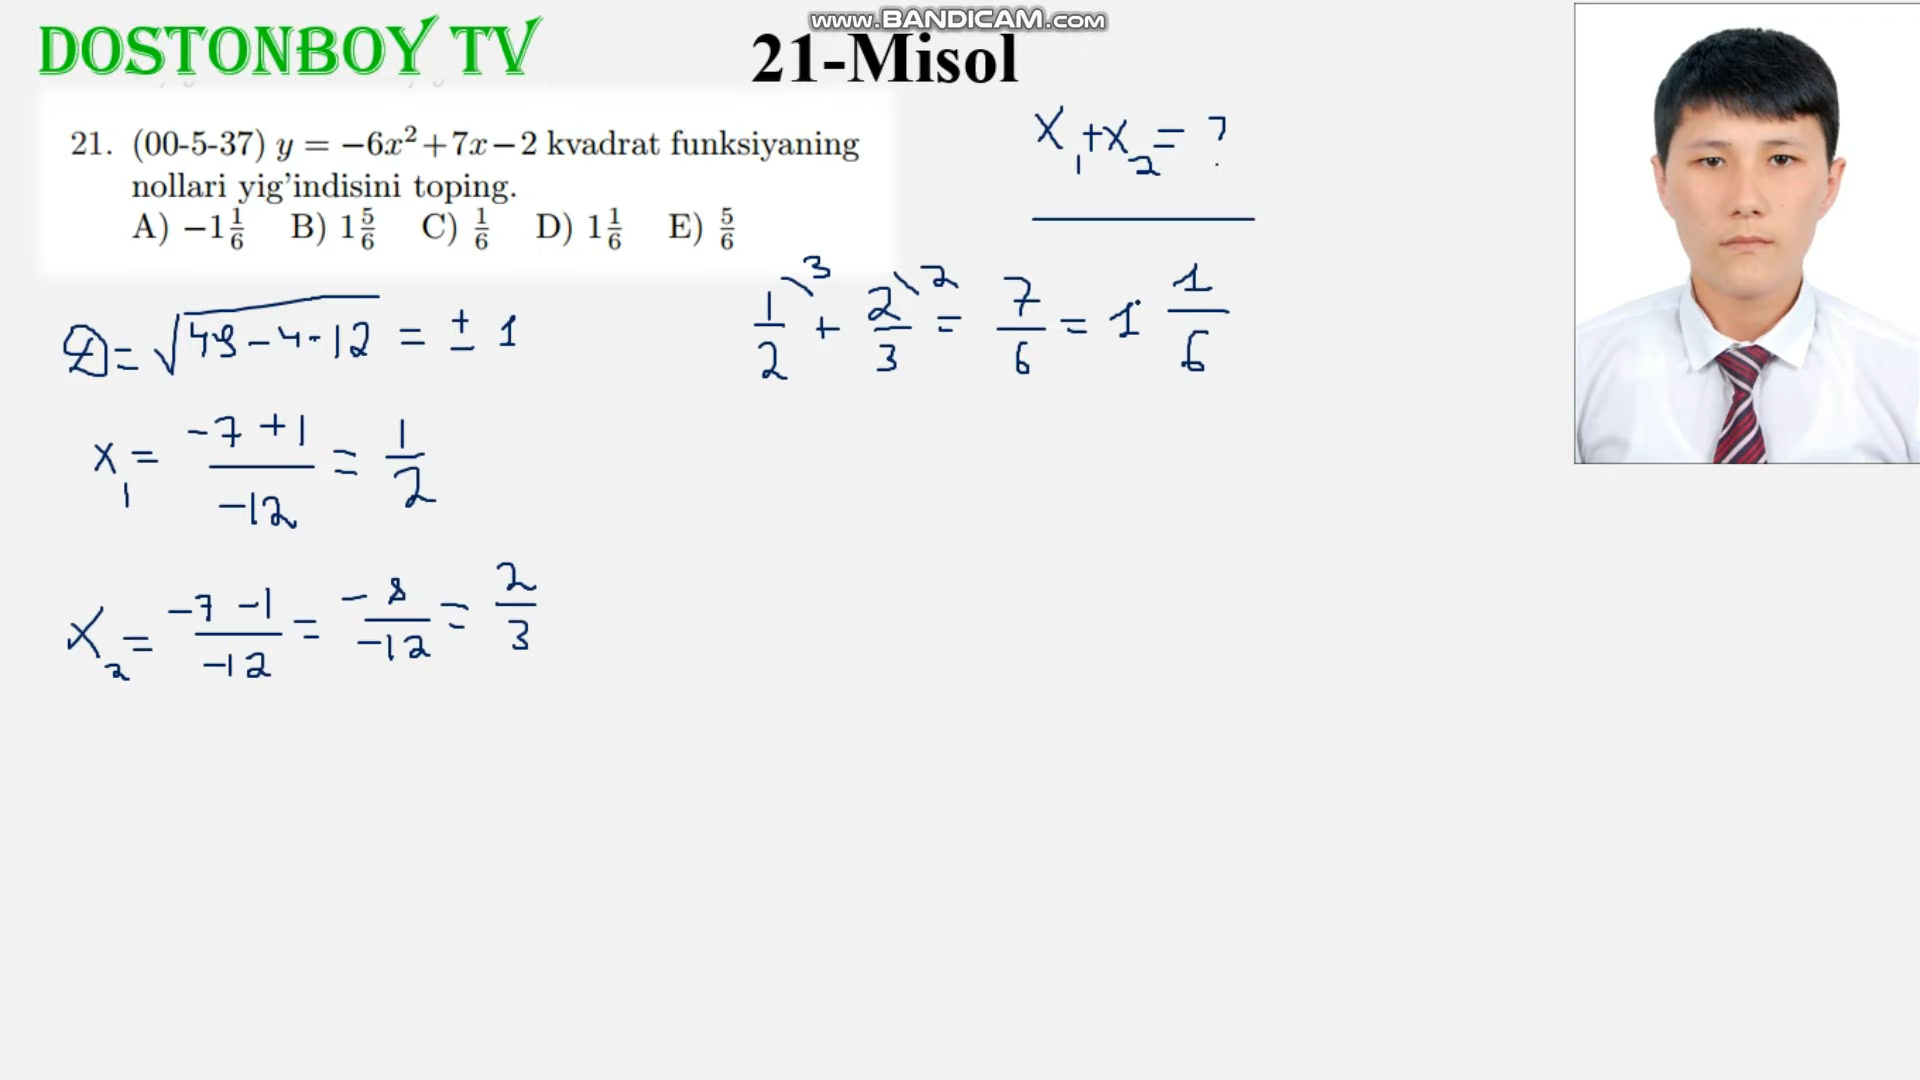 www.BANDICAM.com
DOSTONBOY TV
21-Misol
21. (00-5-37) y = −6x² + 7x − 2 kvadrat funksiyaning
nollari yig'indisini toping.
A) −1 1/6 B) 1 5/6 C) 1/6 D) 1 1/6 E) 5/6
x₁ + x₂ = ?
D = √(49 − 4 · 12) = ± 1
x₁ = (−7 + 1)/(−12) = 1/2
x₂ = (−7 − 1)/(−12) = (−8)/(−12) = 2/3
1/2 \3 + 2/3 \2 = 7/6 = 1 1/6